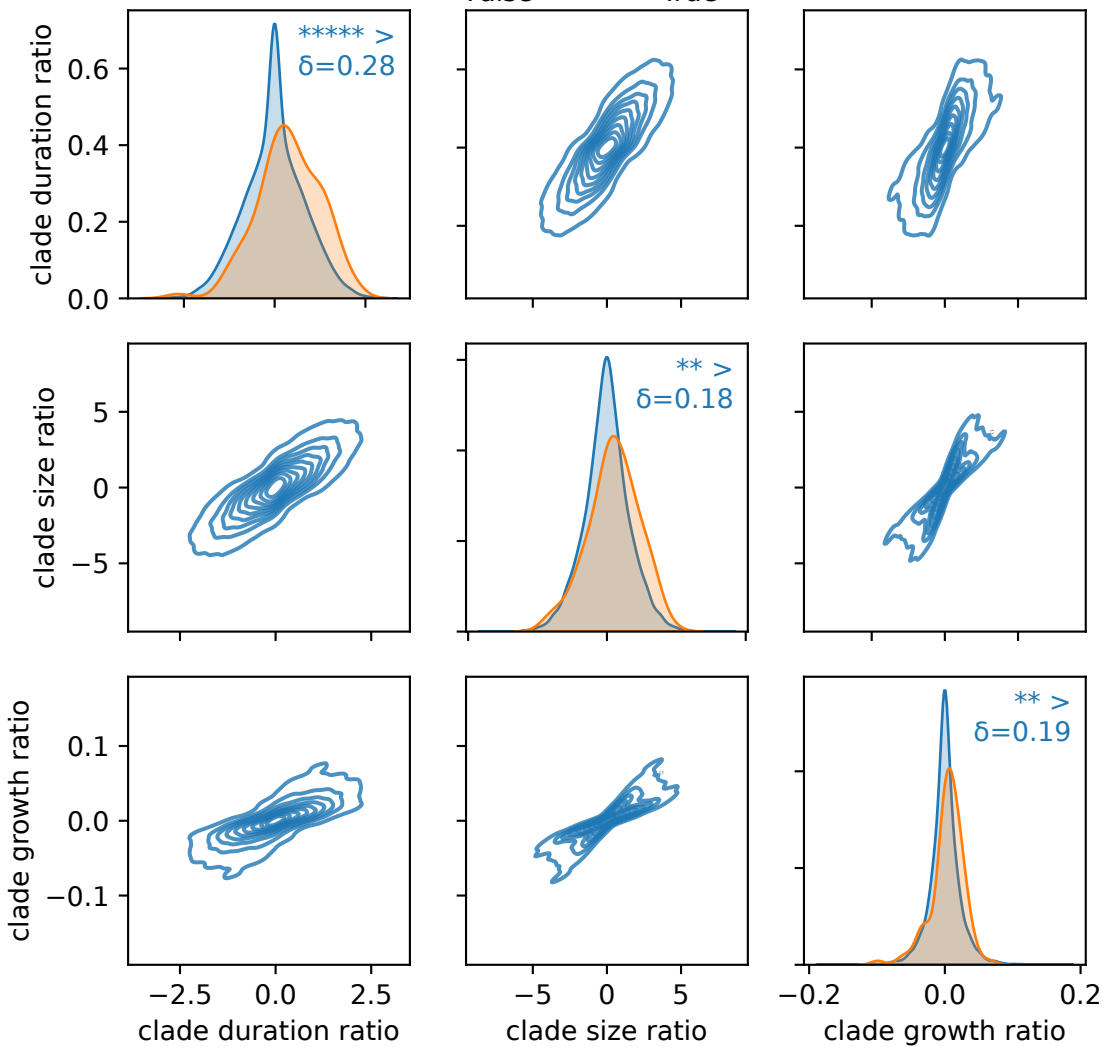 clade duration ratio
0.6
0.4
0.2
0.0
***** >
δ=0.28
clade size ratio
5
0
−5
** >
δ=0.18
clade growth ratio
0.1
0.0
−0.1
** >
δ=0.19
−2.5 0.0 2.5
−5 0 5
−0.2 0.0 0.2
clade duration ratio
clade size ratio
clade growth ratio